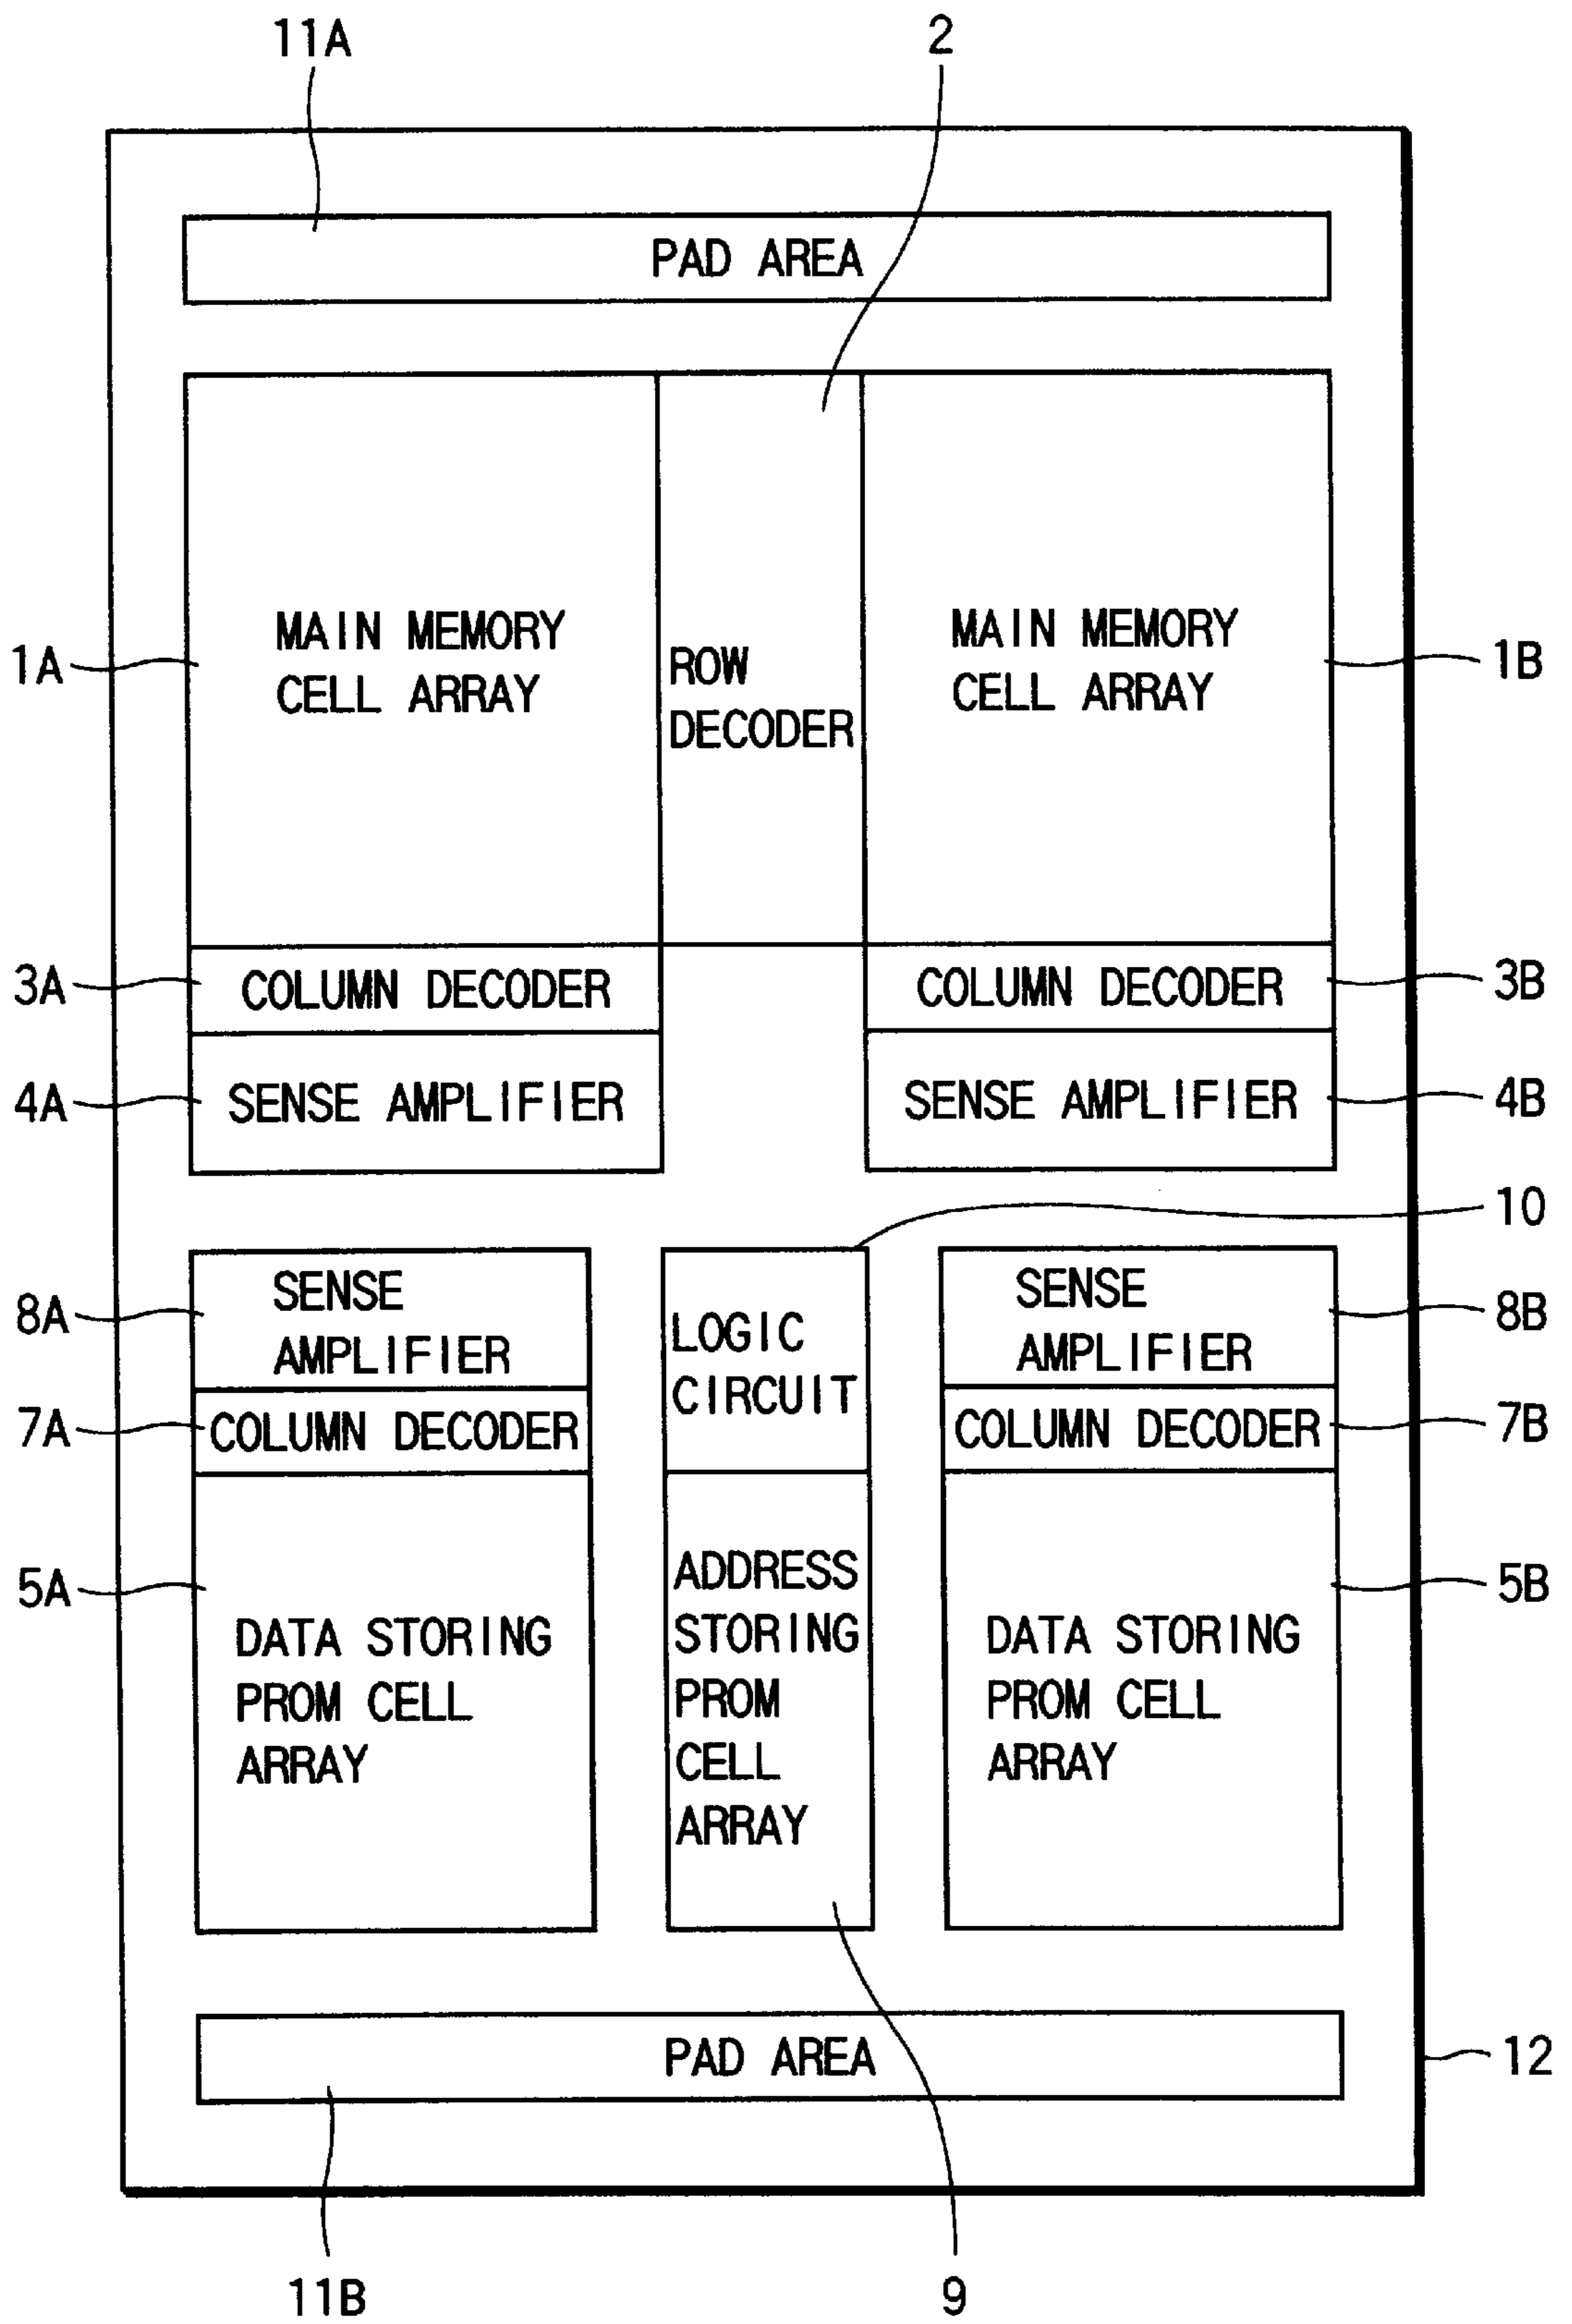 11A
2
PAD AREA
MAIN MEMORY
CELL ARRAY
ROW
DECODER
MAIN MEMORY
CELL ARRAY
1A
1B
3A
COLUMN DECODER
COLUMN DECODER
3B
4A
SENSE AMPLIFIER
SENSE AMPLIFIER
4B
10
8A
SENSE
AMPLIFIER
LOGIC
CIRCUIT
SENSE
AMPLIFIER
8B
7A
COLUMN DECODER
COLUMN DECODER
7B
5A
DATA STORING
PROM CELL
ARRAY
ADDRESS
STORING
PROM
CELL
ARRAY
DATA STORING
PROM CELL
ARRAY
5B
PAD AREA
12
11B
9